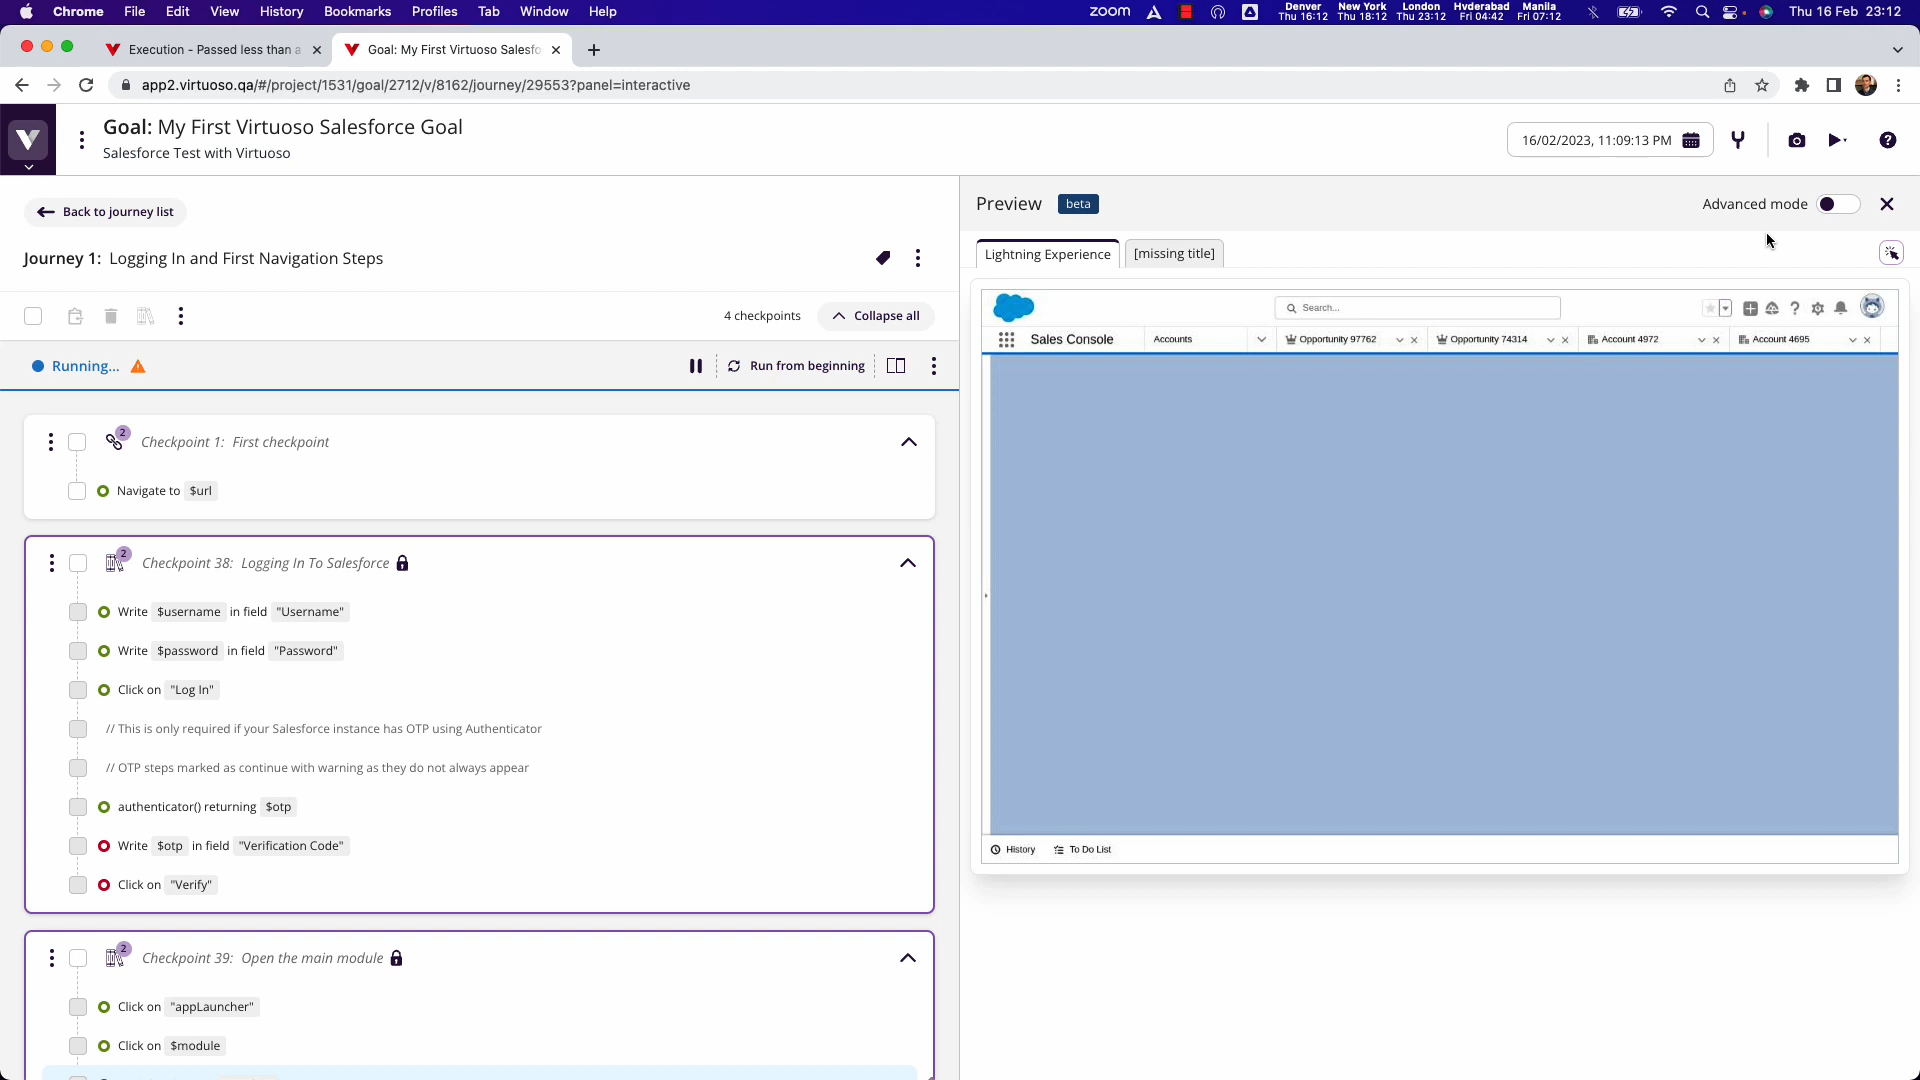 Chrome File Edit View History Bookmarks Profiles Tab Window Help
zoom
Denver Thu 16:12
New York Thu 18:12
London Thu 23:12
Hyderabad Fri 04:42
Manila Fri 07:12
Thu 16 Feb 23:12
Execution - Passed less than a
Goal: My First Virtuoso Salesfo
app2.virtuoso.qa/#/project/1531/goal/2712/v/8162/journey/29553?panel=interactive
Goal: My First Virtuoso Salesforce Goal
Salesforce Test with Virtuoso
16/02/2023, 11:09:13 PM
Back to journey list
Journey 1: Logging In and First Navigation Steps
4 checkpoints
Collapse all
Running...
Run from beginning
2
Checkpoint 1: First checkpoint
Navigate to $url
2
Checkpoint 38: Logging In To Salesforce
Write $username in field "Username"
Write $password in field "Password"
Click on "Log In"
// This is only required if your Salesforce instance has OTP using Authenticator
// OTP steps marked as continue with warning as they do not always appear
authenticator() returning $otp
Write $otp in field "Verification Code"
Click on "Verify"
2
Checkpoint 39: Open the main module
Click on "appLauncher"
Click on $module
Preview beta
Advanced mode
Lightning Experience
[missing title]
Search...
Sales Console
Accounts
Opportunity 97762
Opportunity 74314
Account 4972
Account 4695
History
To Do List